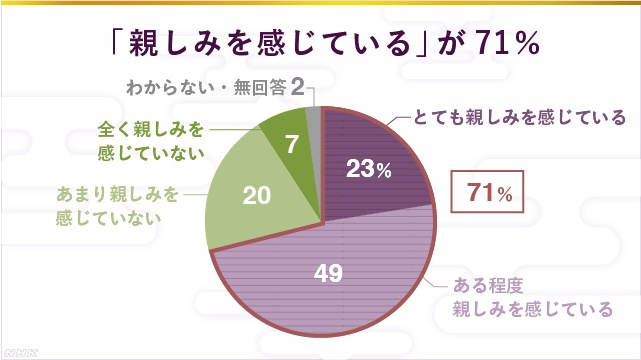 「親しみを感じている」が 71%
わからない・無回答 2
全く親しみを
感じていない
7
とても親しみを感じている
23%
あまり親しみを
感じていない
20
71%
49
ある程度
親しみを感じている
NHK